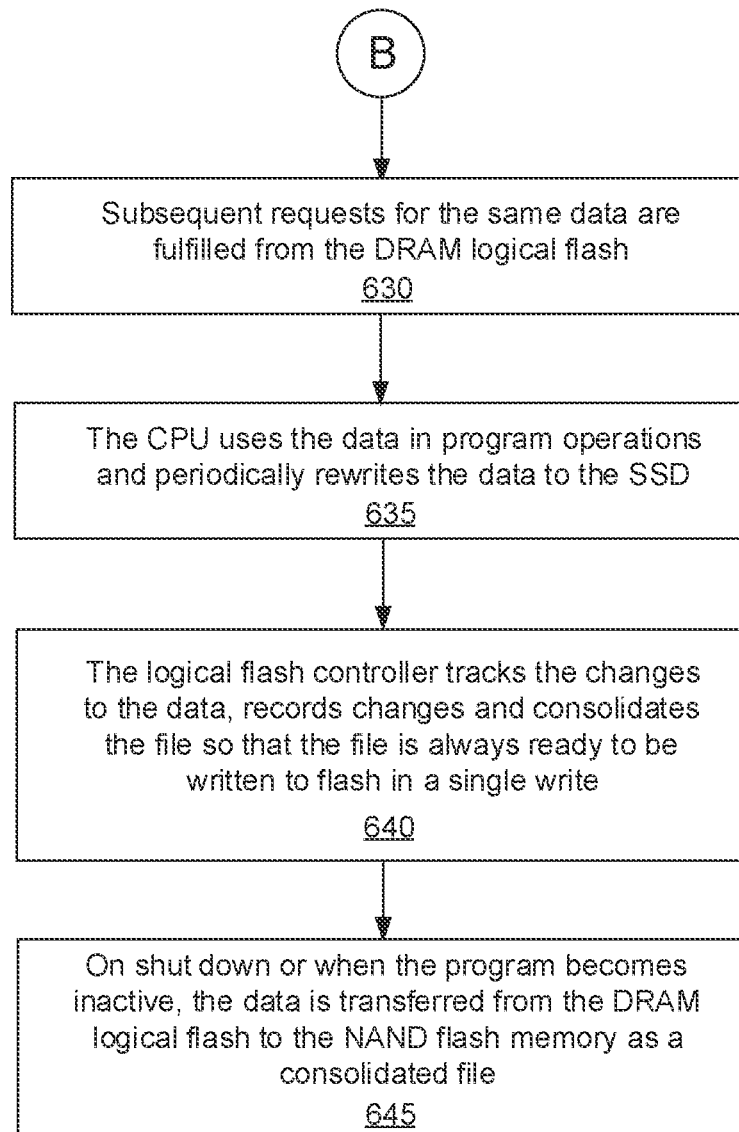 B
Subsequent requests for the same data are
fulfilled from the DRAM logical flash
630
The CPU uses the data in program operations
and periodically rewrites the data to the SSD
635
The logical flash controller tracks the changes
to the data, records changes and consolidates
the file so that the file is always ready to be
written to flash in a single write
640
On shut down or when the program becomes
inactive, the data is transferred from the DRAM
logical flash to the NAND flash memory as a
consolidated file
645